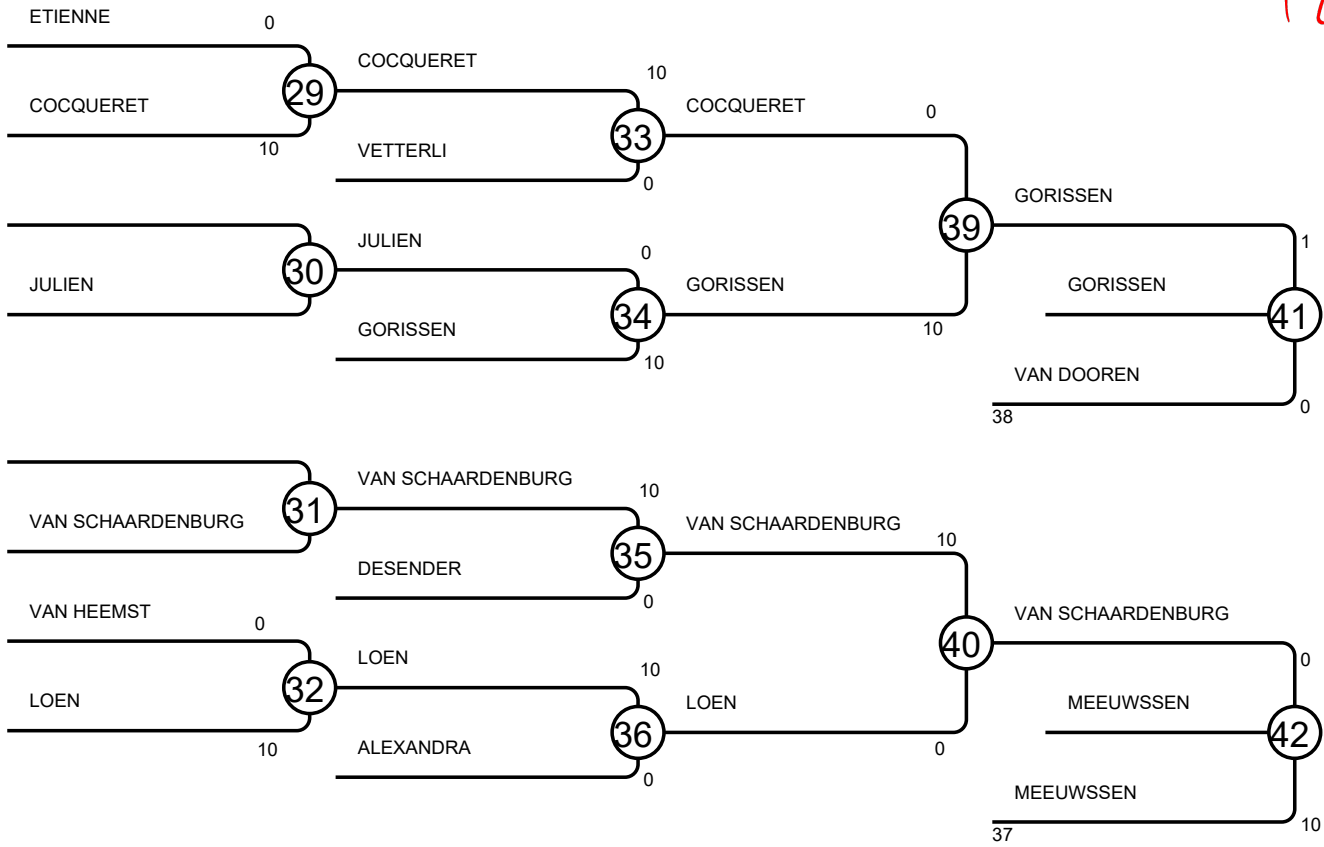 ETIENNE
0
29
COCQUERET
10
COCQUERET
10
33
VETTERLI
0
COCQUERET
0
30
JULIEN
JULIEN
0
34
GORISSEN
10
GORISSEN
10
39
GORISSEN
1
GORISSEN
41
VAN DOOREN
38
0
31
VAN SCHAARDENBURG
VAN SCHAARDENBURG
10
35
DESENDER
0
VAN SCHAARDENBURG
10
VAN HEEMST
0
32
LOEN
10
LOEN
10
36
ALEXANDRA
0
LOEN
0
40
VAN SCHAARDENBURG
0
MEEUWSSEN
42
MEEUWSSEN
37
10